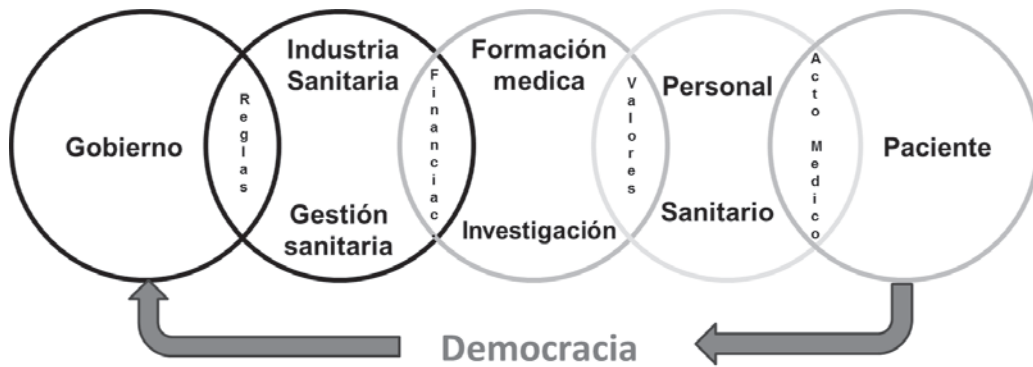 Gobierno
Reglas
Industria
Sanitaria
Gestión
sanitaria
Financiac
Formación
medica
Investigación
Valores
Personal
Sanitario
Acto Medico
Paciente
Democracia